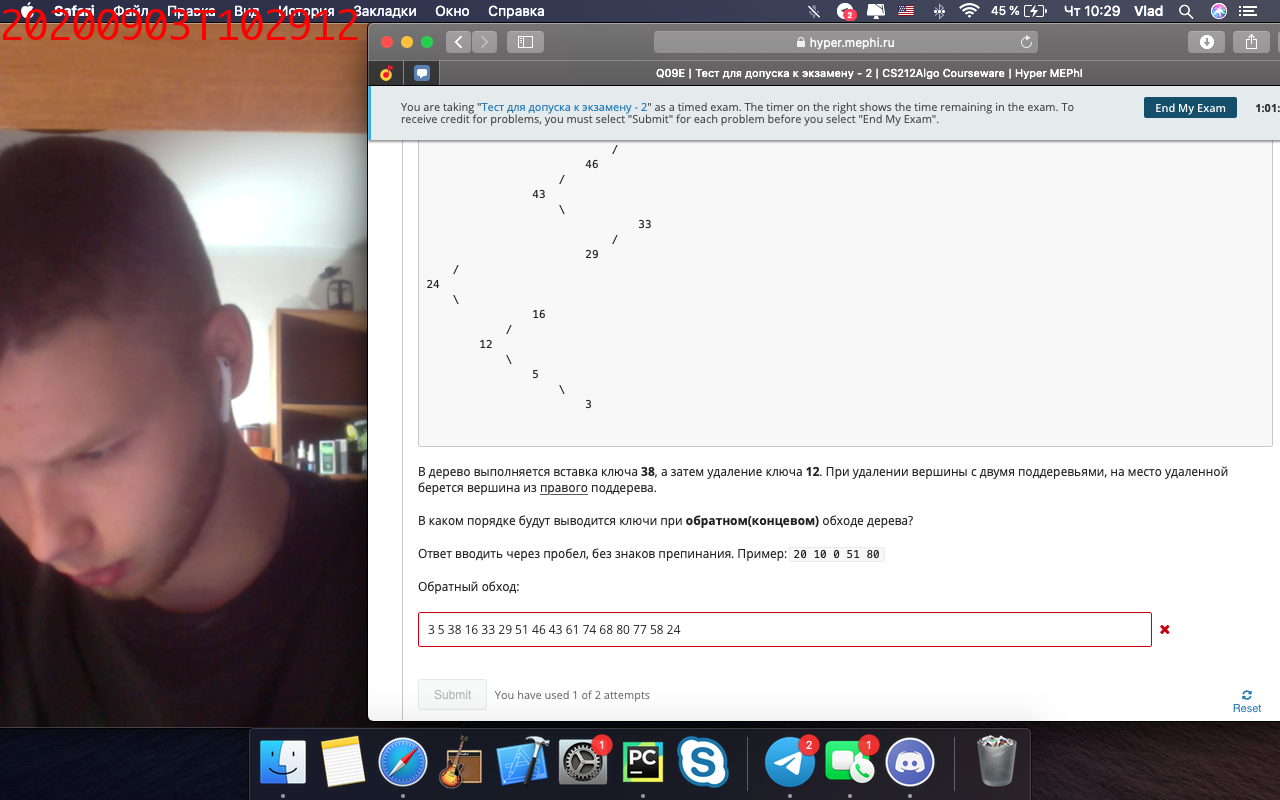 20200903T102912
Safari Файл Правка Вид История Закладки Окно Справка
2
45 %
Чт 10:29 Vlad
hyper.mephi.ru
Q09E | Тест для допуска к экзамену - 2 | CS212Algo Courseware | Hyper MEPhI
You are taking "Тест для допуска к экзамену - 2" as a timed exam. The timer on the right shows the time remaining in the exam. To
receive credit for problems, you must select "Submit" for each problem before you select "End My Exam".
End My Exam
1:01:
/
46
/
43
\
33
/
29
/
24
\
16
/
12
\
5
\
3
В дерево выполняется вставка ключа 38, а затем удаление ключа 12. При удалении вершины с двумя поддеревьями, на место удаленной
берется вершина из правого поддерева.
В каком порядке будут выводится ключи при обратном(концевом) обходе дерева?
Ответ вводить через пробел, без знаков препинания. Пример: 20 10 0 51 80
Обратный обход:
3 5 38 16 33 29 51 46 43 61 74 68 80 77 58 24
Submit
You have used 1 of 2 attempts
Reset
1
PC
2
1